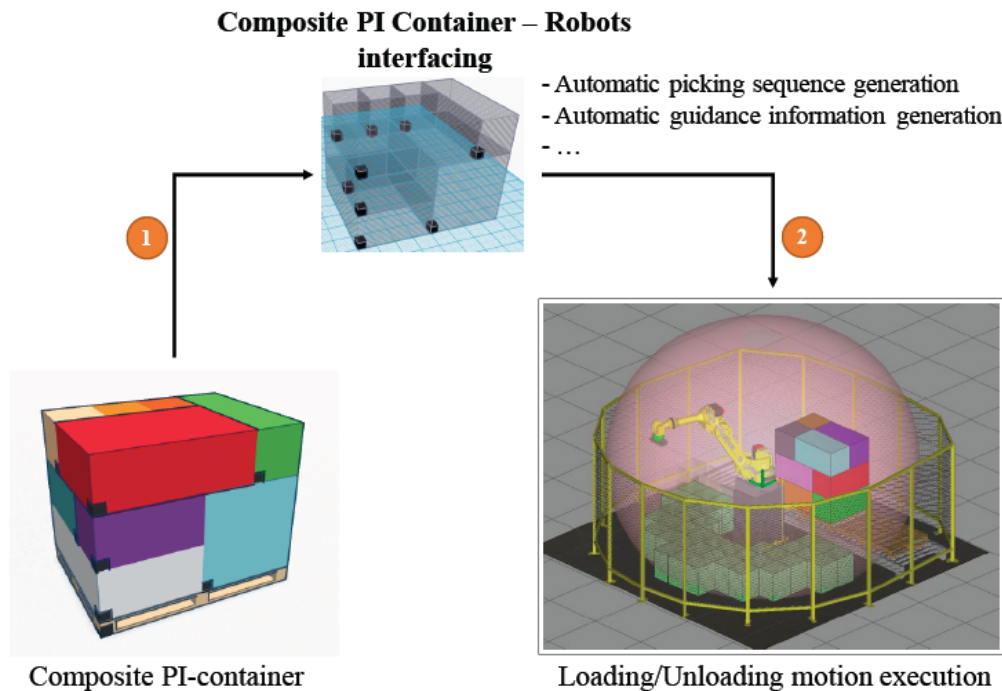 Composite PI Container – Robots
interfacing
- Automatic picking sequence generation
- Automatic guidance information generation
- ...
1
2
Composite PI-container
Loading/Unloading motion execution